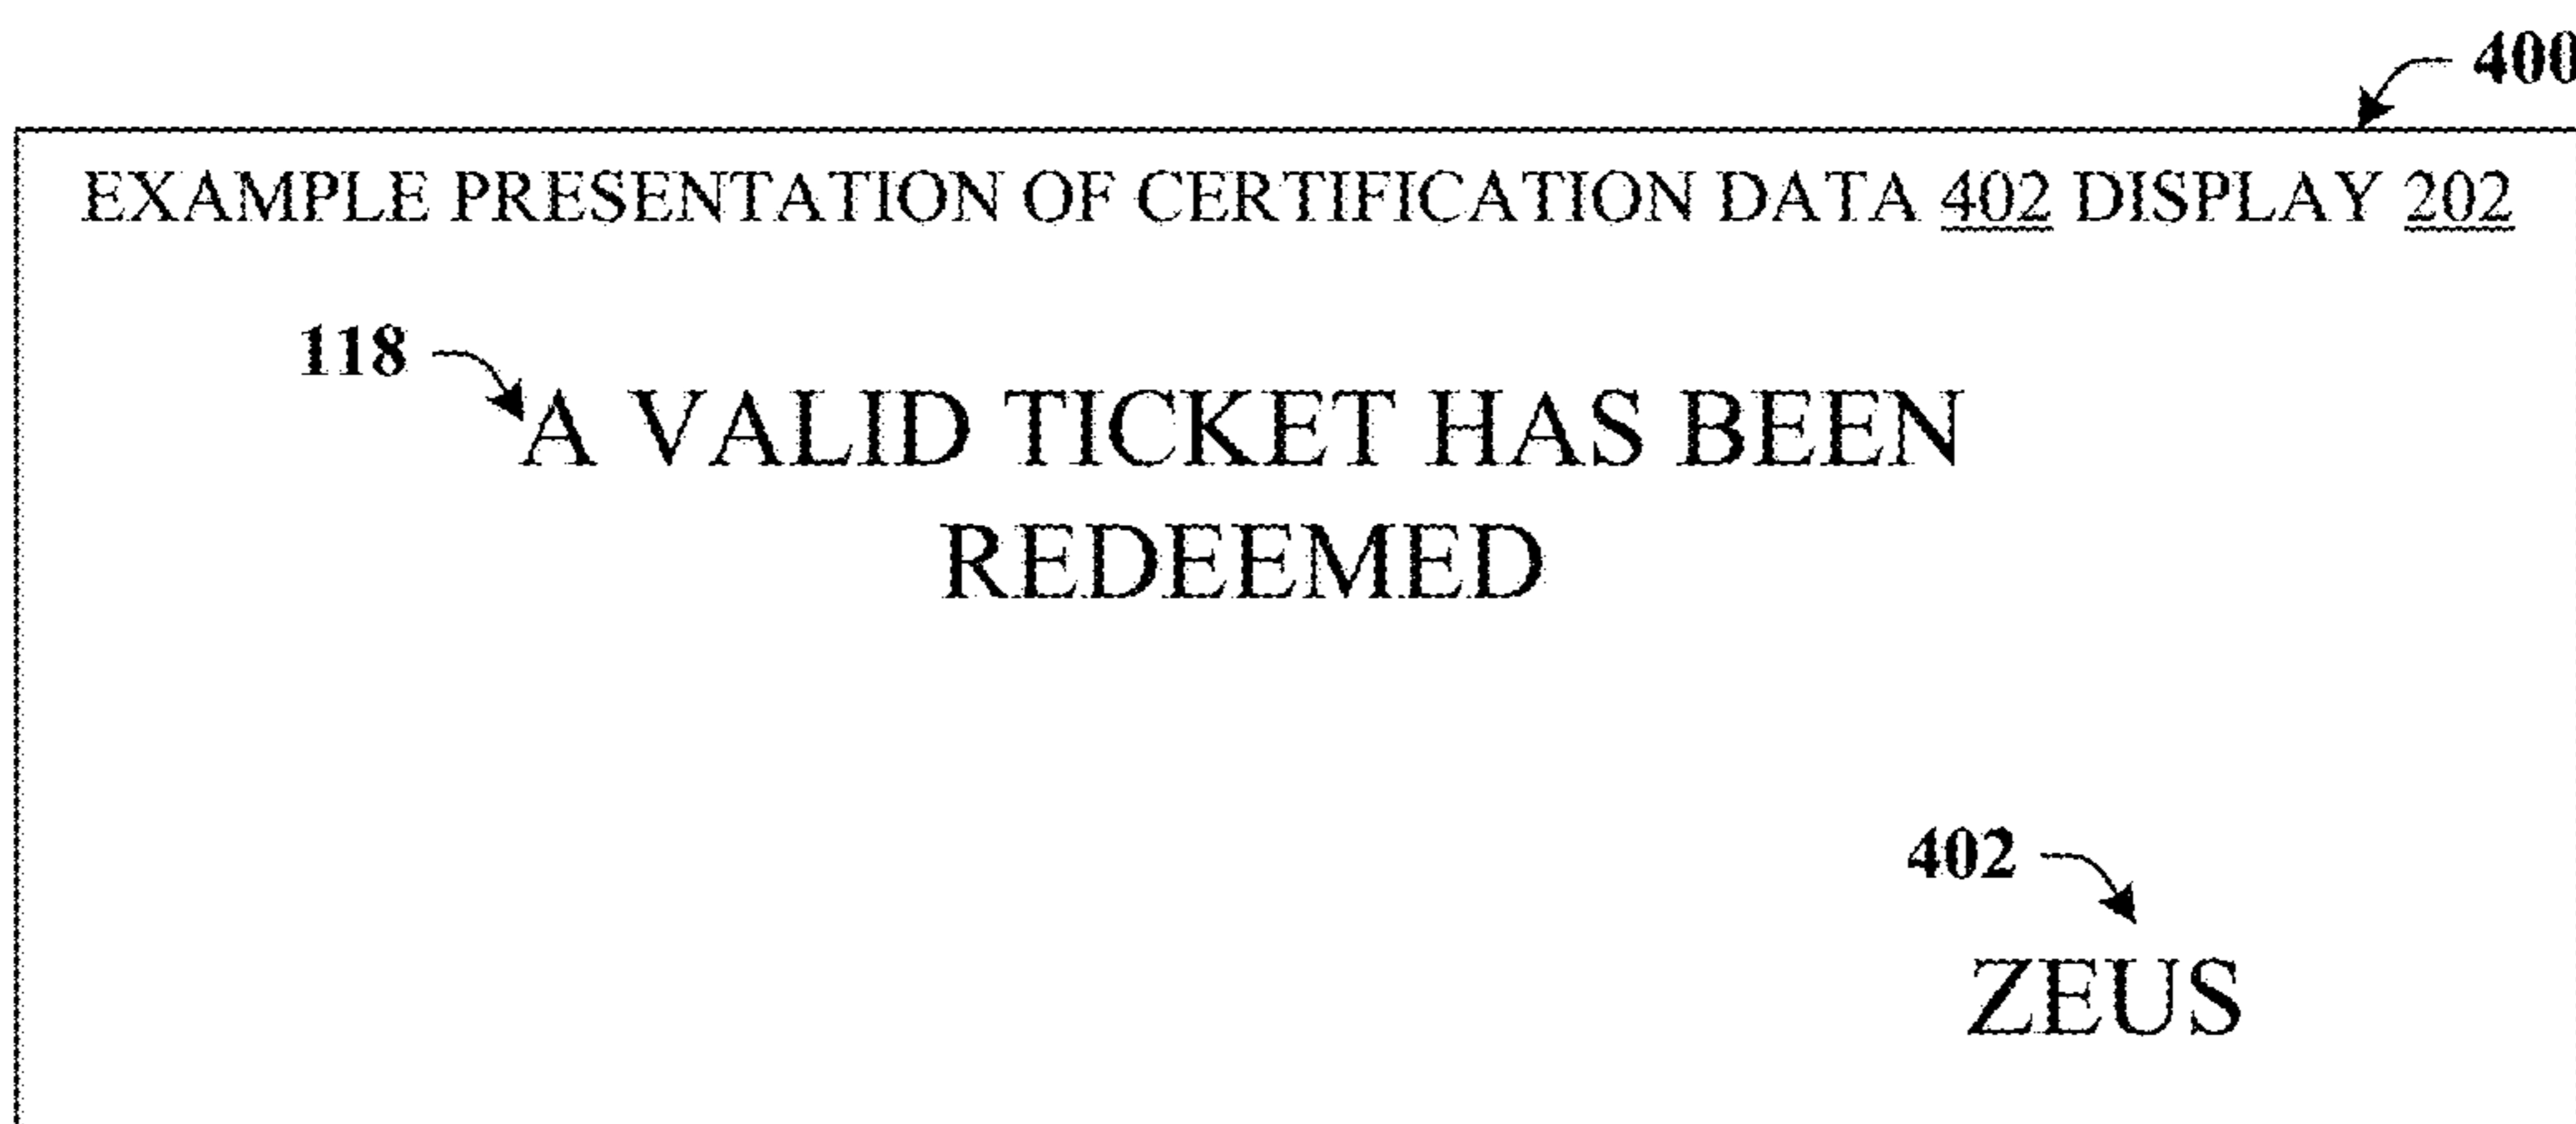 400
EXAMPLE PRESENTATION OF CERTIFICATION DATA 402 DISPLAY 202
118
A VALID TICKET HAS BEEN
REDEEMED
402
ZEUS